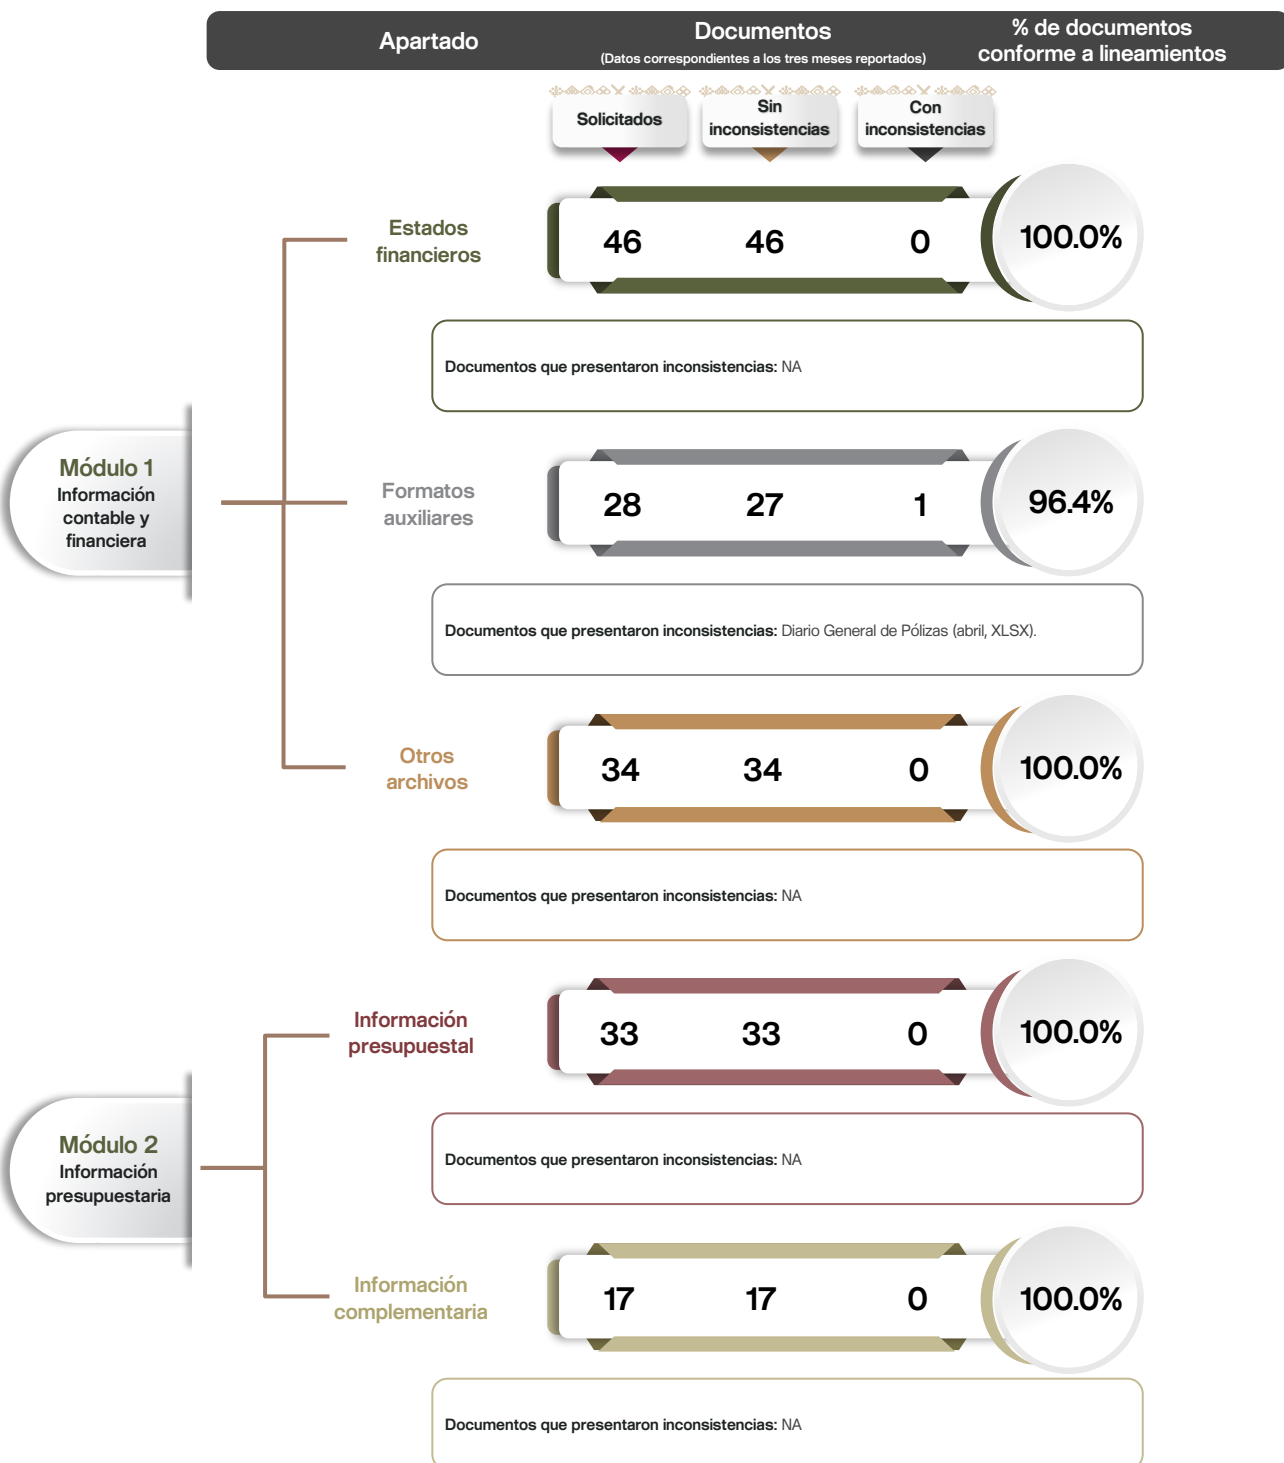 Apartado
Documentos
(Datos correspondientes a los tres meses reportados)
% de documentos
conforme a lineamientos
Solicitados
Sin
inconsistencias
Con
inconsistencias
Módulo 1
Información
contable y
financiera
Estados
financieros
46 46 0 100.0%
Documentos que presentaron inconsistencias: NA
Formatos
auxiliares
28 27 1 96.4%
Documentos que presentaron inconsistencias: Diario General de Pólizas (abril, XLSX).
Otros
archivos
34 34 0 100.0%
Documentos que presentaron inconsistencias: NA
Módulo 2
Información
presupuestaria
Información
presupuestal
33 33 0 100.0%
Documentos que presentaron inconsistencias: NA
Información
complementaria
17 17 0 100.0%
Documentos que presentaron inconsistencias: NA